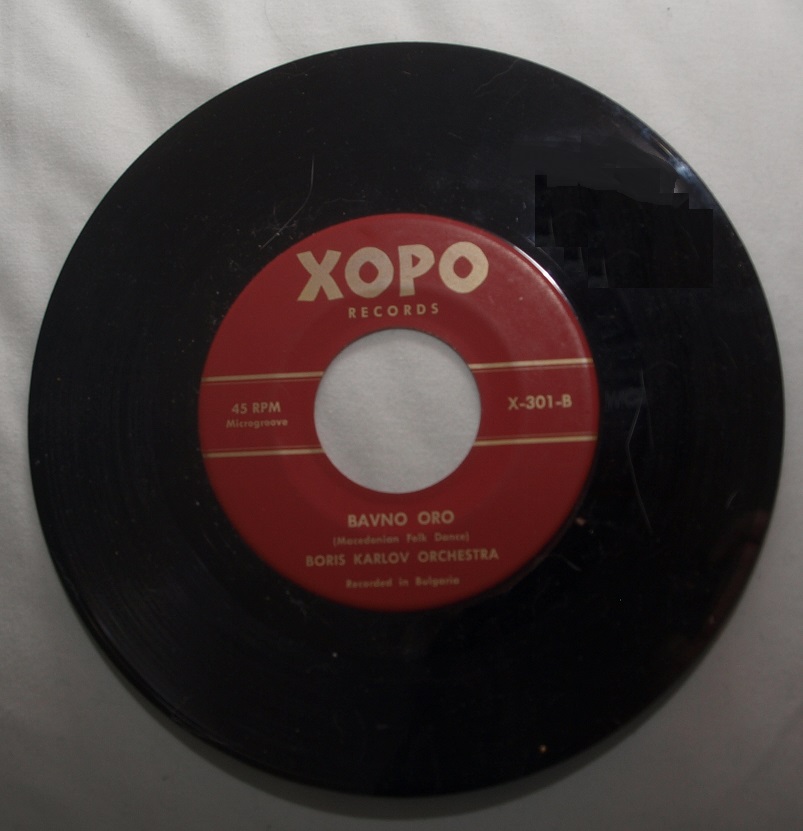 XOPO
RECORDS
45 RPM
Microgroove
X-301-B
BAVNO ORO
(Macedonian Folk Dance)
BORIS KARLOV ORCHESTRA
Recorded in Bulgaria